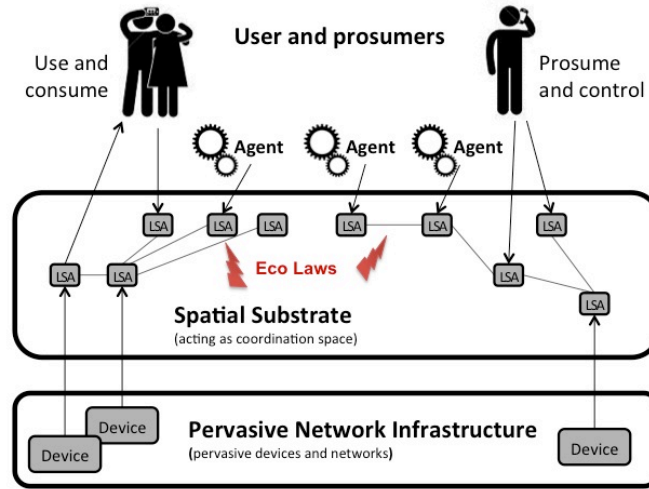 User and prosumers
Use and
consume
Prosume
and control
Agent
Agent
Agent
LSA
LSA
LSA
LSA
LSA
LSA
LSA
LSA
LSA
LSA
Eco Laws
Spatial Substrate
(acting as coordination space)
Pervasive Network Infrastructure
(pervasive devices and networks)
Device
Device
Device